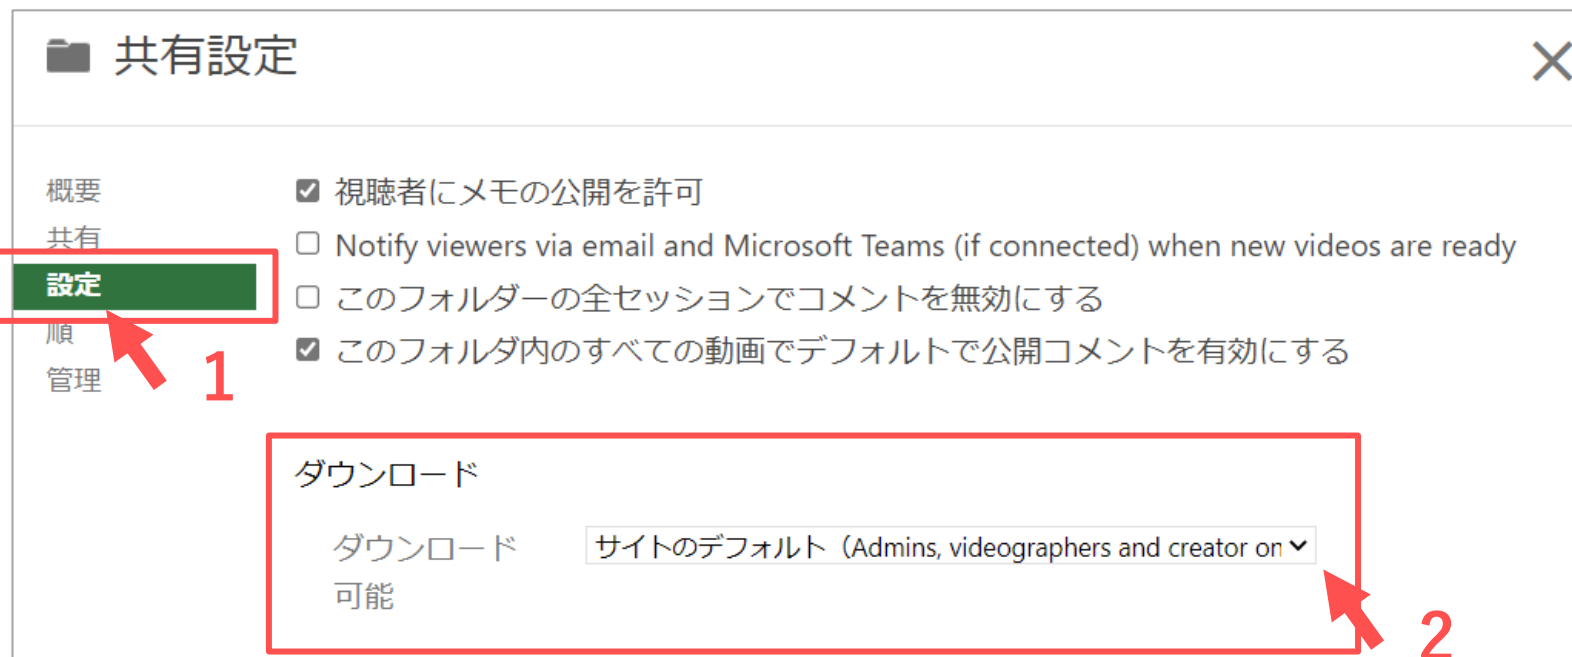 共有設定
概要
共有
設定
順
管理
1
視聴者にメモの公開を許可
Notify viewers via email and Microsoft Teams (if connected) when new videos are ready
このフォルダーの全セッションでコメントを無効にする
このフォルダ内のすべての動画でデフォルトで公開コメントを有効にする
ダウンロード
ダウンロード
可能
サイトのデフォルト（Admins, videographers and creator on
2